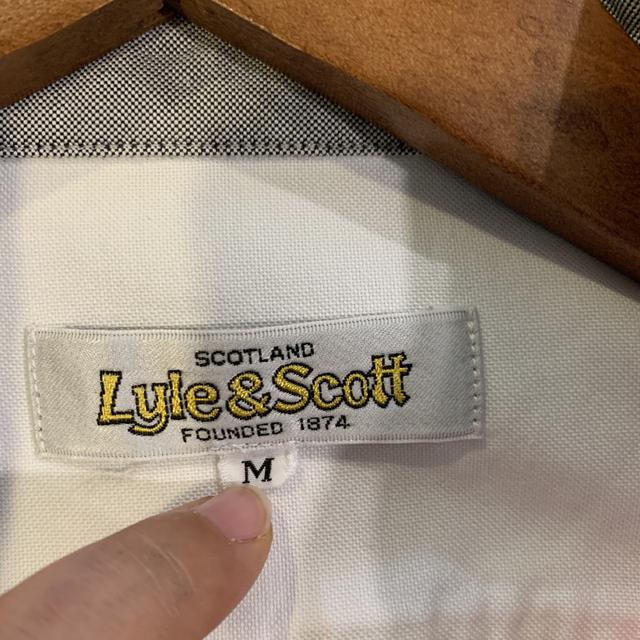 SCOTLAND
Lyle & Scott
FOUNDED 1874
M